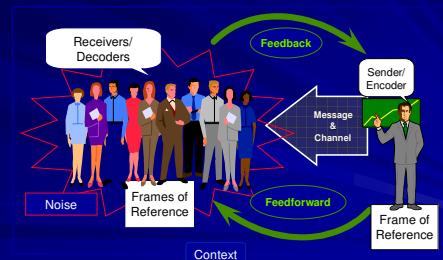 Receivers/
Decoders
Feedback
Sender/
Encoder
Message
&
Channel
Noise
Frames of
Reference
Feedforward
Frame of
Reference
Context